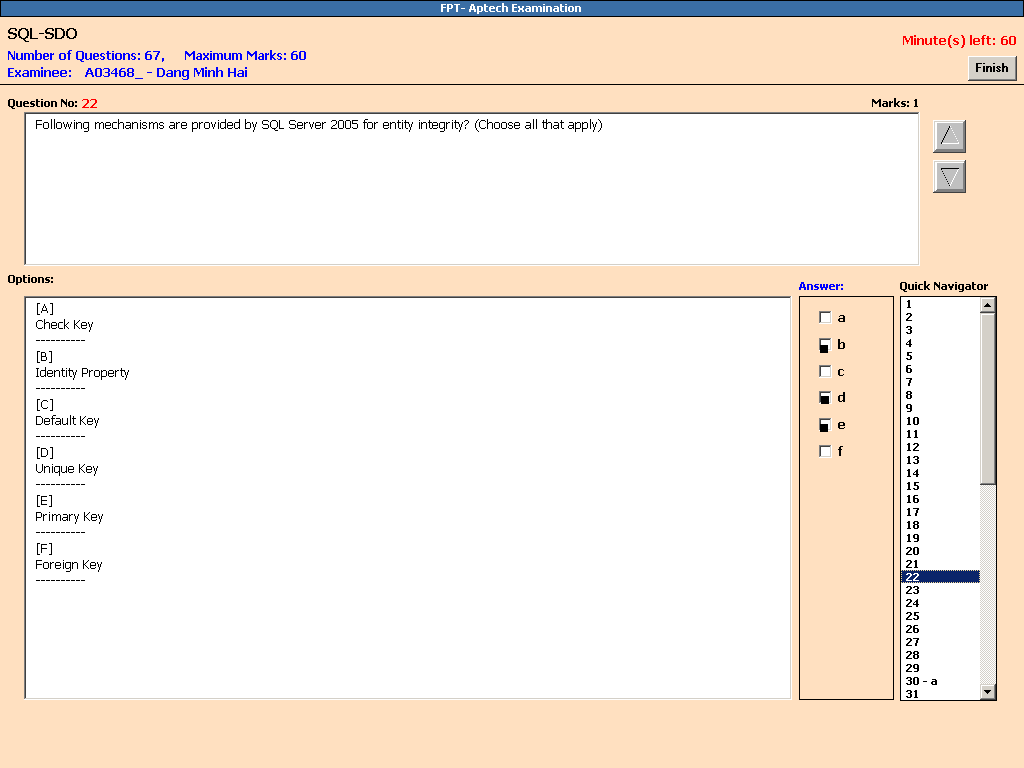 FPT- Aptech Examination
SQL-SDO
Number of Questions: 67, Maximum Marks: 60
Minute(s) left: 60
Examinee: A03468_ - Dang Minh Hai
Finish
Question No: 22
Marks: 1
Following mechanisms are provided by SQL Server 2005 for entity integrity? (Choose all that apply)
Options:
[A]
Check Key
----------
[B]
Identity Property
----------
[C]
Default Key
----------
[D]
Unique Key
----------
[E]
Primary Key
----------
[F]
Foreign Key
----------
Answer:
a
b
c
d
e
f
Quick Navigator
1
2
3
4
5
6
7
8
9
10
11
12
13
14
15
16
17
18
19
20
21
22
23
24
25
26
27
28
29
30 - a
31